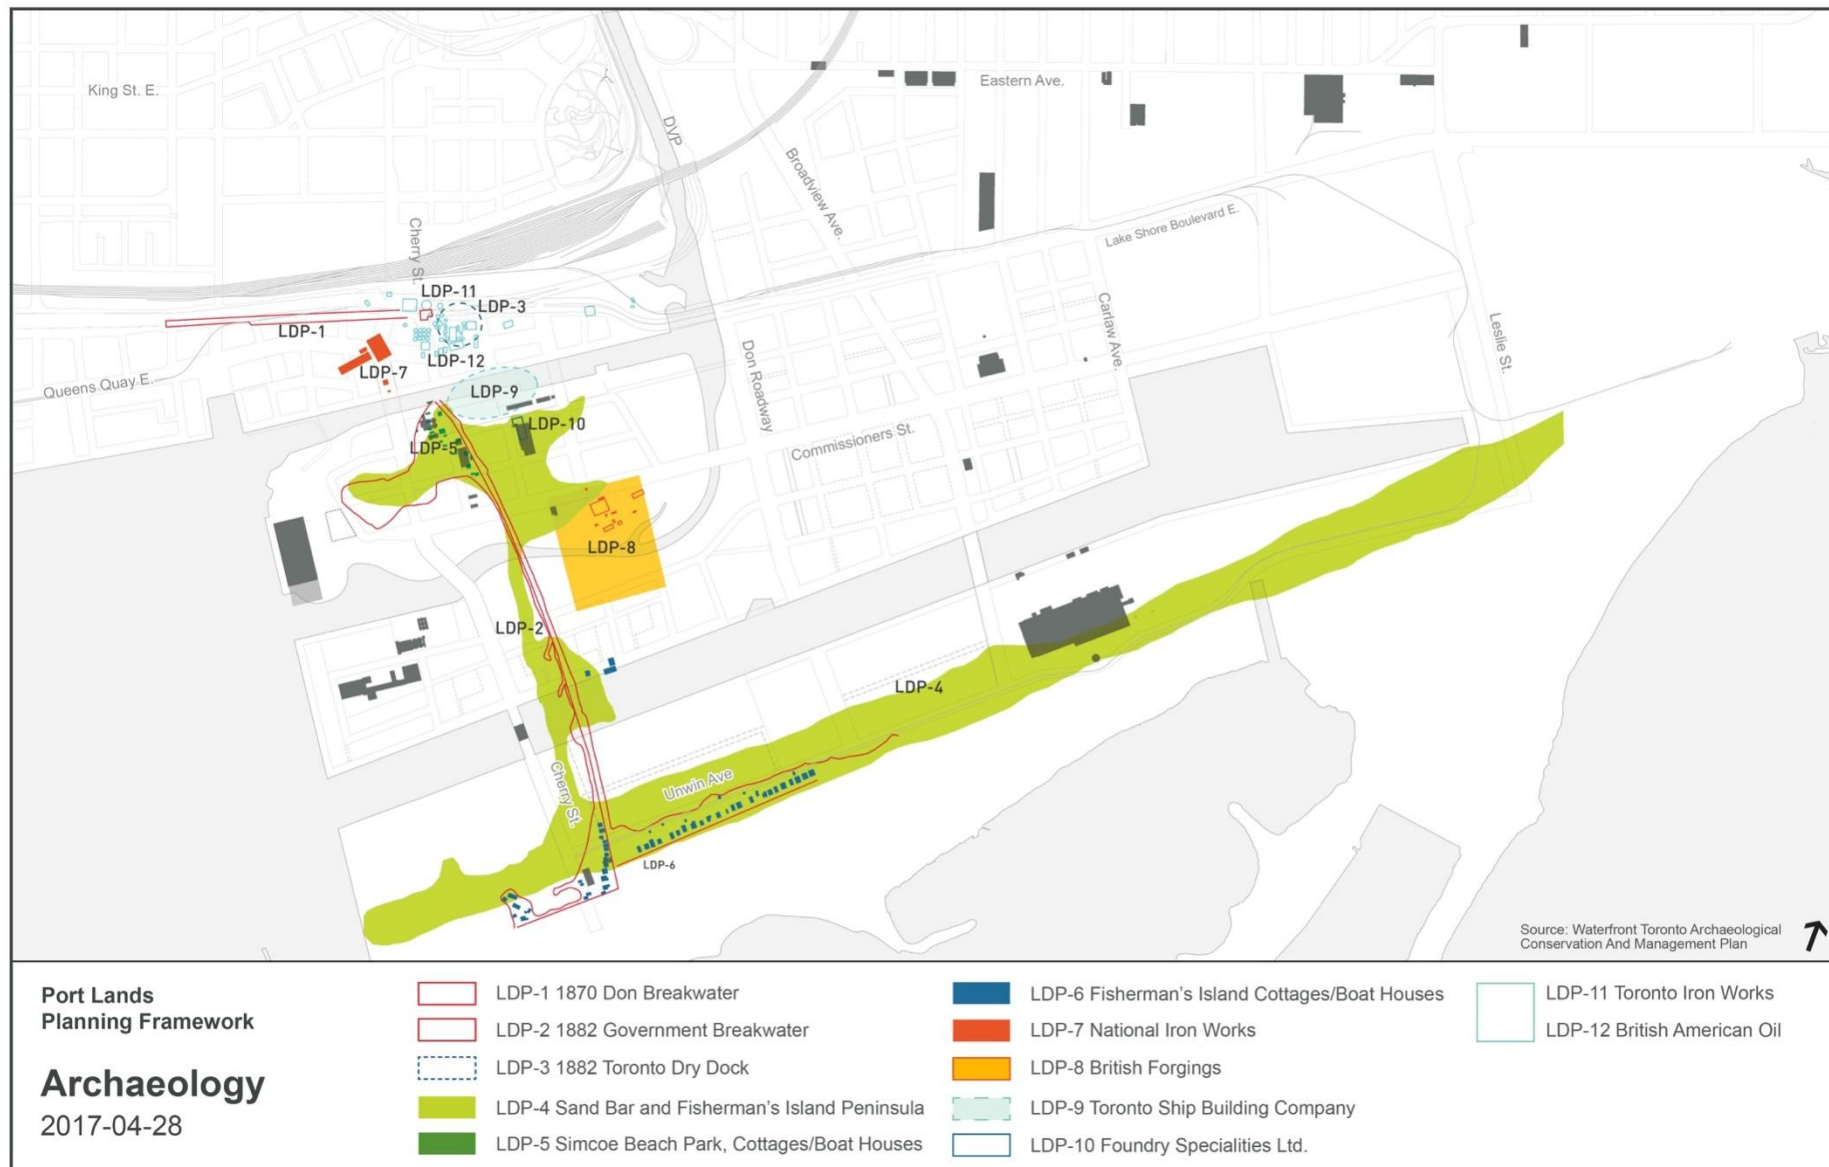 King St. E.
Eastern Ave.
DVP
Broadview Ave.
Cherry St.
Lake Shore Boulevard E.
LDP-11
LDP-3
LDP-1
LDP-12
LDP-7
Queens Quay E.
LDP-9
Don Roadway
Carlaw Ave.
Leslie St.
LDP-10
LDP-5
Commissioners St.
LDP-8
LDP-2
LDP-4
Unwin Ave
Cherry St.
LDP-6
Source: Waterfront Toronto Archaeological
Conservation And Management Plan
Port Lands
Planning Framework
Archaeology
2017-04-28
LDP-1 1870 Don Breakwater
LDP-2 1882 Government Breakwater
LDP-3 1882 Toronto Dry Dock
LDP-4 Sand Bar and Fisherman's Island Peninsula
LDP-5 Simcoe Beach Park, Cottages/Boat Houses
LDP-6 Fisherman's Island Cottages/Boat Houses
LDP-7 National Iron Works
LDP-8 British Forgings
LDP-9 Toronto Ship Building Company
LDP-10 Foundry Specialities Ltd.
LDP-11 Toronto Iron Works
LDP-12 British American Oil